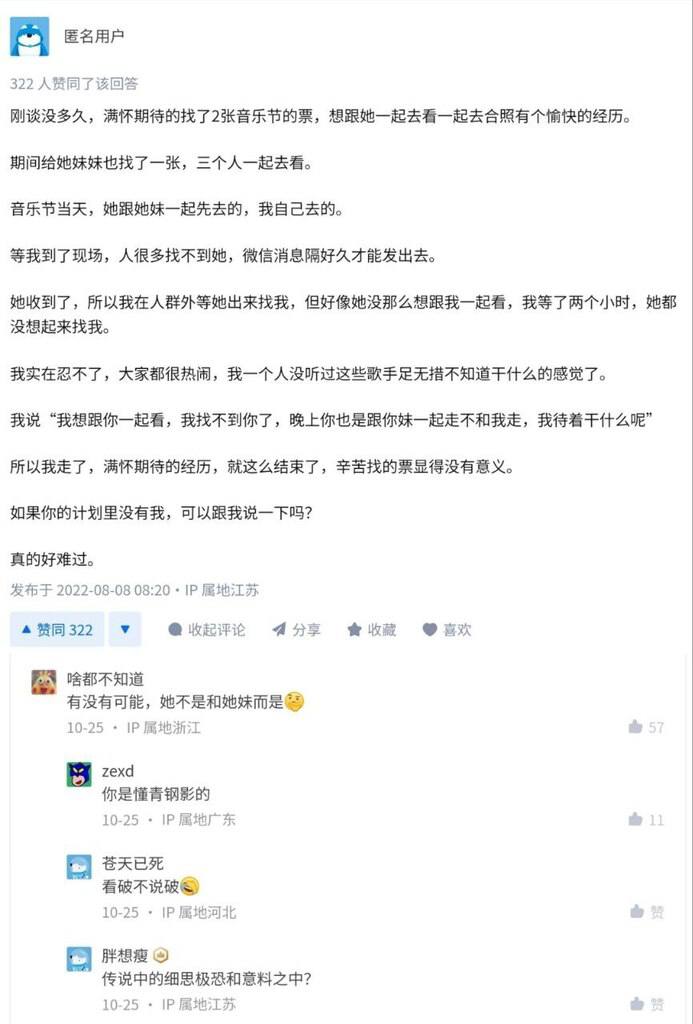 匿名用户
322 人赞同了该回答
刚谈没多久，满怀期待的找了2张音乐节的票，想跟她一起去看一起去合照有个愉快的经历。
期间给她妹妹也找了一张，三个人一起去看。
音乐节当天，她跟她妹一起先去的，我自己去的。
等我到了现场，人很多找不到她，微信消息隔好久才能发出去。
她收到了，所以我在人群外等她出来找我，但好像她没那么想跟我一起看，我等了两个小时，她都
没想起来找我。
我实在忍不了，大家都很热闹，我一个人没听过这些歌手足无措不知道干什么的感觉了。
我说“我想跟你一起看，我找不到你了，晚上你也是跟你妹一起走不和我走，我待着干什么呢”
所以我走了，满怀期待的经历，就这么结束了，辛苦找的票显得没有意义。
如果你的计划里没有我，可以跟我说一下吗？
真的好难过。
发布于 2022-08-08 08:20・IP 属地江苏
赞同 322 收起评论 分享 收藏 喜欢
啥都不知道
有没有可能，她不是和她妹而是🤔
10-25 · IP 属地浙江 57
zexd
你是懂青钢影的
10-25 · IP 属地广东 11
苍天已死
看破不说破
10-25 · IP 属地河北 赞
胖想瘦
传说中的细思极恐和意料之中？
10-25 · IP 属地江苏 赞